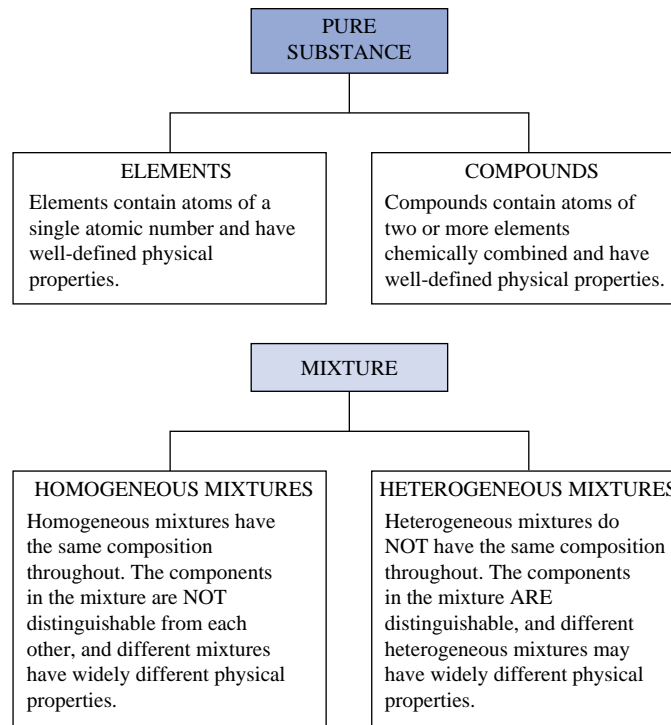 PURE
SUBSTANCE
ELEMENTS
Elements contain atoms of a
single atomic number and have
well-defined physical
properties.
COMPOUNDS
Compounds contain atoms of
two or more elements
chemically combined and have
well-defined physical properties.
MIXTURE
HOMOGENEOUS MIXTURES
Homogeneous mixtures have
the same composition
throughout. The components
in the mixture are NOT
distinguishable from each
other, and different mixtures
have widely different physical
properties.
HETEROGENEOUS MIXTURES
Heterogeneous mixtures do
NOT have the same composition
throughout. The components
in the mixture ARE
distinguishable, and different
heterogeneous mixtures may
have widely different physical
properties.